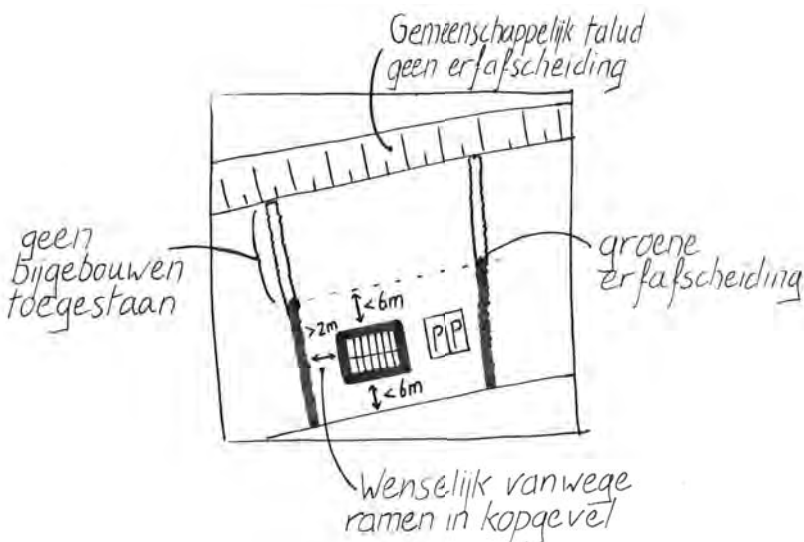 Gemeenschappelijk talud
geen erfafscheiding
geen
bijgebouwen
toegestaan
groene
erfafscheiding
<6m
>2m
P P
<6m
Wenselijk vanwege
ramen in kopgevel